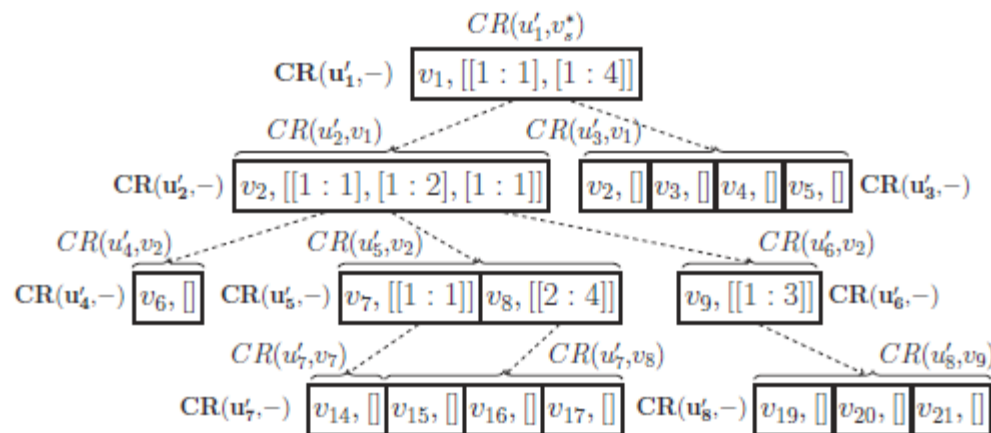 CR(u′₁,v*ₛ)
CR(u′₁,−) v₁, [[1 : 1], [1 : 4]]
CR(u′₂,v₁) CR(u′₃,v₁)
CR(u′₂,−) v₂, [[1 : 1], [1 : 2], [1 : 1]] v₂, [] v₃, [] v₄, [] v₅, [] CR(u′₃,−)
CR(u′₄,v₂) CR(u′₅,v₂) CR(u′₆,v₂)
CR(u′₄,−) v₆, [] CR(u′₅,−) v₇, [[1 : 1]] v₈, [[2 : 4]] v₉, [[1 : 3]] CR(u′₆,−)
CR(u′₇,v₇) CR(u′₇,v₈) CR(u′₈,v₉)
CR(u′₇,−) v₁₄, [] v₁₅, [] v₁₆, [] v₁₇, [] CR(u′₈,−) v₁₉, [] v₂₀, [] v₂₁, []